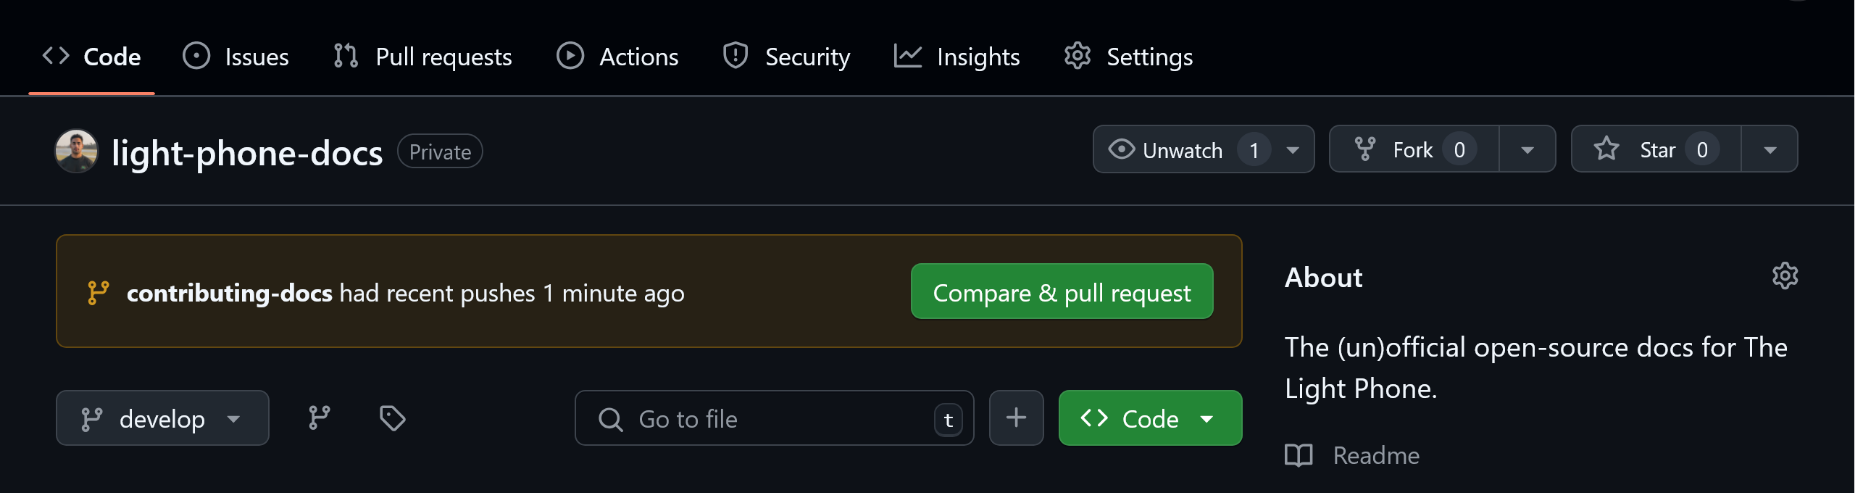 Code Issues Pull requests Actions Security Insights Settings
light-phone-docs Private Unwatch 1 Fork 0 Star 0
contributing-docs had recent pushes 1 minute ago Compare & pull request
develop Go to file t Code
About
The (un)official open-source docs for The
Light Phone.
Readme